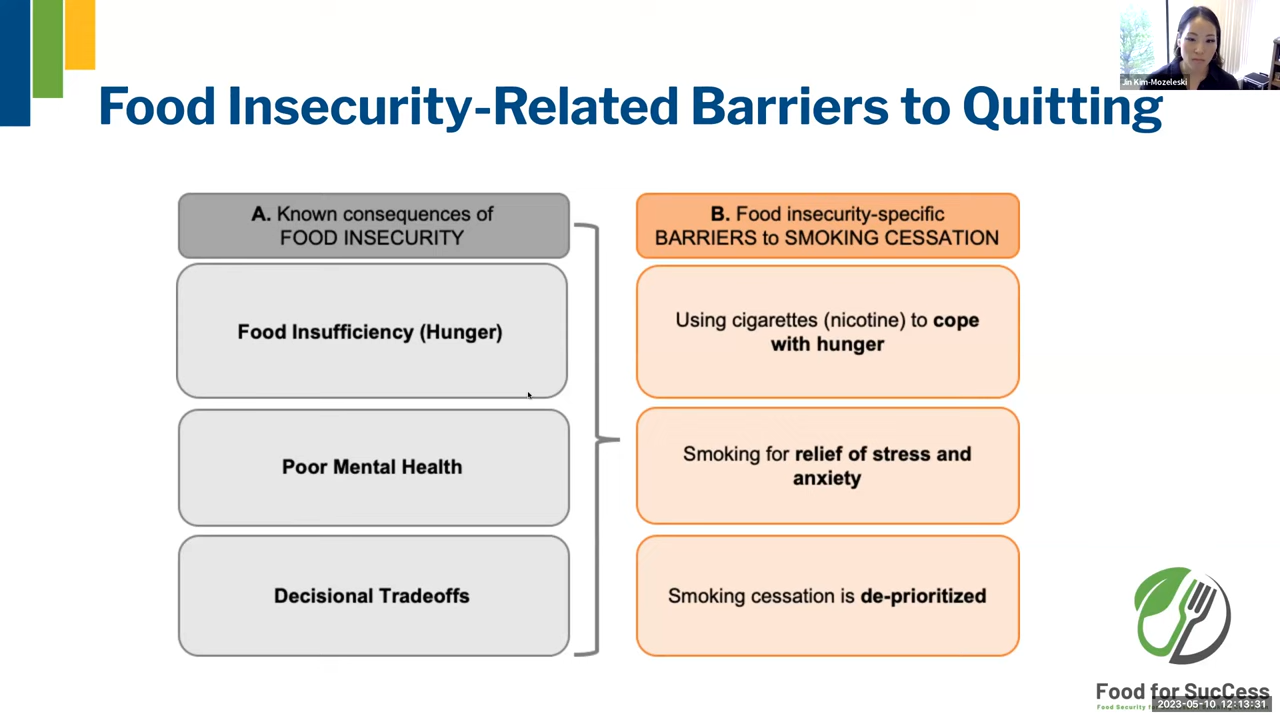 Jin Kim-Mozeleski
Food Insecurity-Related Barriers to Quitting
A. Known consequences of
FOOD INSECURITY
Food Insufficiency (Hunger)
Poor Mental Health
Decisional Tradeoffs
B. Food insecurity-specific
BARRIERS to SMOKING CESSATION
Using cigarettes (nicotine) to cope
with hunger
Smoking for relief of stress and
anxiety
Smoking cessation is de-prioritized
Food for SucCess
Food Security
2023-05-10 12:13:31